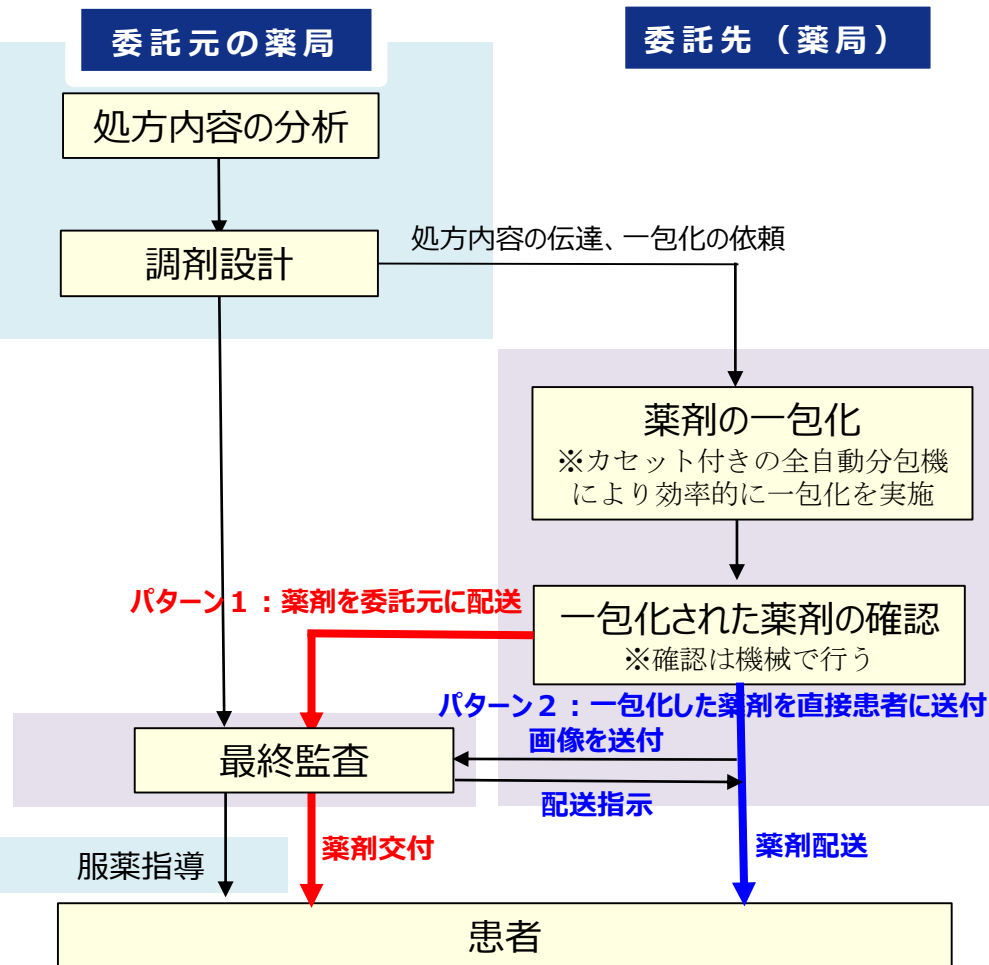 委託元の薬局
委託先（薬局）
処方内容の分析
調剤設計
処方内容の伝達、一包化の依頼
薬剤の一包化
※カセット付きの全自動分包機
により効率的に一包化を実施
パターン１：薬剤を委託元に配送
一包化された薬剤の確認
※確認は機械で行う
パターン２：一包化した薬剤を直接患者に送付
画像を送付
最終監査
配送指示
薬剤交付
薬剤配送
服薬指導
患者